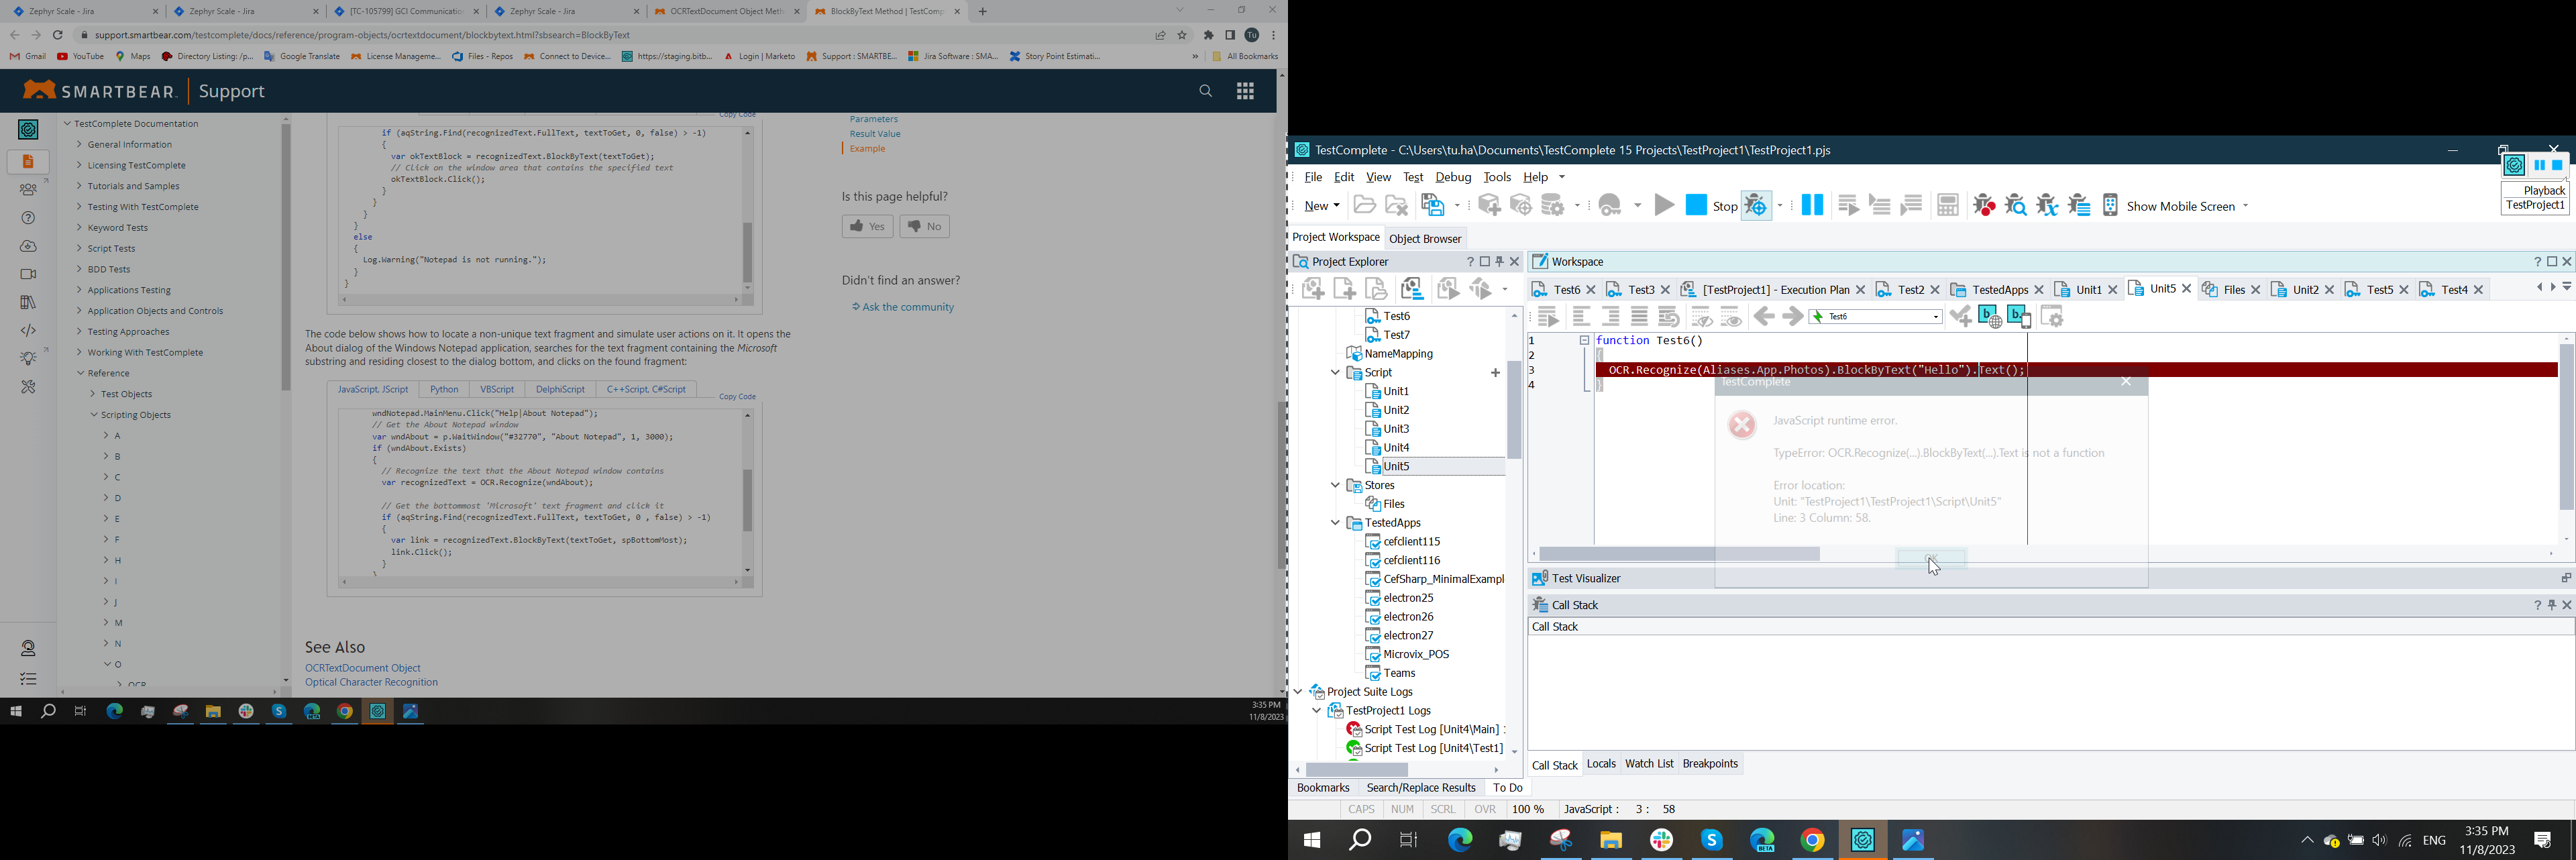 Zephyr Scale - Jira
Zephyr Scale - Jira
[TC-105799] GCI Communicatio
Zephyr Scale - Jira
OCRTextDocument Object Meth
BlockByText Method | TestComp
support.smartbear.com/testcomplete/docs/reference/program-objects/ocrtextdocument/blockbytext.html?sbsearch=BlockByText
Tu
Gmail
YouTube
Maps
Directory Listing: /p...
Google Translate
License Manageme...
Files - Repos
Connect to Device...
https://staging.bitb...
Login | Marketo
Support : SMARTBE...
Jira Software : SMA...
Story Point Estimati...
»
All Bookmarks
SMARTBEAR
Support
TestComplete Documentation
General Information
Licensing TestComplete
Tutorials and Samples
Testing With TestComplete
Keyword Tests
Script Tests
BDD Tests
Applications Testing
Application Objects and Controls
Testing Approaches
Working With TestComplete
Reference
Test Objects
Scripting Objects
A
B
C
D
E
F
H
I
J
M
N
O
OCR
Copy Code
if (aqString.Find(recognizedText.FullText, textToGet, 0, false) > -1)
{
var okTextBlock = recognizedText.BlockByText(textToGet);
// Click on the window area that contains the specified text
okTextBlock.Click();
}
}
}
else
{
Log.Warning("Notepad is not running.");
}
}
The code below shows how to locate a non-unique text fragment and simulate user actions on it. It opens the
About dialog of the Windows Notepad application, searches for the text fragment containing the Microsoft
substring and residing closest to the dialog bottom, and clicks on the found fragment:
JavaScript, JScript
Python
VBScript
DelphiScript
C++Script, C#Script
Copy Code
wndNotepad.MainMenu.Click("Help|About Notepad");
// Get the About Notepad window
var wndAbout = p.WaitWindow("#32770", "About Notepad", 1, 3000);
if (wndAbout.Exists)
{
// Recognize the text that the About Notepad window contains
var recognizedText = OCR.Recognize(wndAbout);
// Get the bottommost 'Microsoft' text fragment and click it
if (aqString.Find(recognizedText.FullText, textToGet, 0 , false) > -1)
{
var link = recognizedText.BlockByText(textToGet, spBottomMost);
link.Click();
}
}
See Also
OCRTextDocument Object
Optical Character Recognition
Parameters
Result Value
Example
Is this page helpful?
Yes
No
Didn't find an answer?
Ask the community
3:35 PM
11/8/2023
TestComplete - C:\Users\tu.ha\Documents\TestComplete 15 Projects\TestProject1\TestProject1.pjs
Playback
TestProject1
File Edit View Test Debug Tools Help
New
Stop
Show Mobile Screen
Project Workspace
Object Browser
Project Explorer
?
Test6
Test7
NameMapping
Script
Unit1
Unit2
Unit3
Unit4
Unit5
Stores
Files
TestedApps
cefclient115
cefclient116
CefSharp_MinimalExampl
electron25
electron26
electron27
Microvix_POS
Teams
Project Suite Logs
TestProject1 Logs
Script Test Log [Unit4\Main]
Script Test Log [Unit4\Test1]
Bookmarks
Search/Replace Results
To Do
Workspace
?
Test6
Test3
[TestProject1] - Execution Plan
Test2
TestedApps
Unit1
Unit5
Files
Unit2
Test5
Test4
Test6
1 function Test6()
2 {
3 OCR.Recognize(Aliases.App.Photos).BlockByText("Hello").Text();
4 }
TestComplete
JavaScript runtime error.
TypeError: OCR.Recognize(...).BlockByText(...).Text is not a function
Error location:
Unit: "TestProject1\TestProject1\Script\Unit5"
Line: 3 Column: 58.
OK
Test Visualizer
Call Stack
?
Call Stack
Call Stack
Locals
Watch List
Breakpoints
CAPS NUM SCRL OVR 100 % JavaScript : 3 : 58
BETA
ENG
3:35 PM
11/8/2023